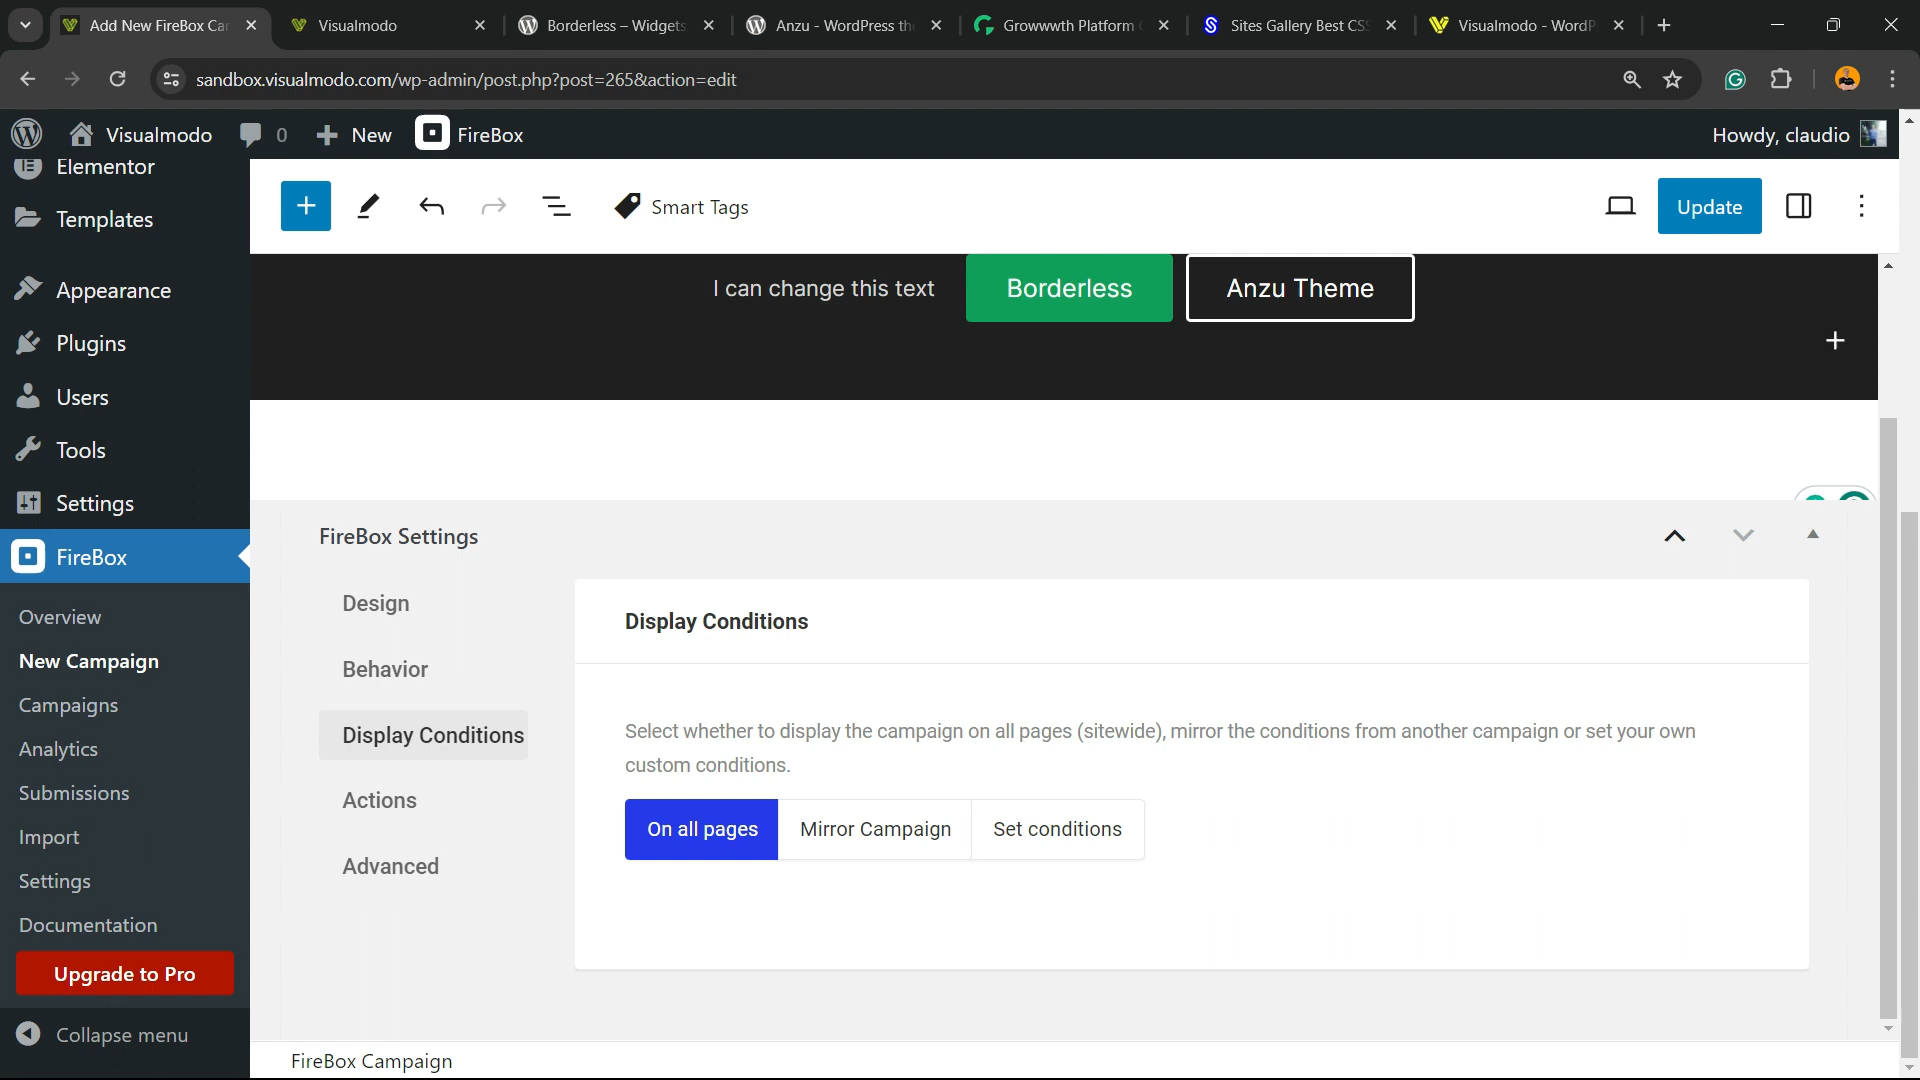 Add New FireBox Ca
Visualmodo
Borderless – Widgets
Anzu - WordPress th
Growwwth Platform
Sites Gallery Best CSS
Visualmodo - WordP
sandbox.visualmodo.com/wp-admin/post.php?post=265&action=edit
Visualmodo
0
New
FireBox
Howdy, claudio
Elementor
Templates
Appearance
Plugins
Users
Tools
Settings
FireBox
Overview
New Campaign
Campaigns
Analytics
Submissions
Import
Settings
Documentation
Upgrade to Pro
Collapse menu
Smart Tags
Update
I can change this text
Borderless
Anzu Theme
FireBox Settings
Design
Behavior
Display Conditions
Actions
Advanced
Display Conditions
Select whether to display the campaign on all pages (sitewide), mirror the conditions from another campaign or set your own
custom conditions.
On all pages
Mirror Campaign
Set conditions
FireBox Campaign